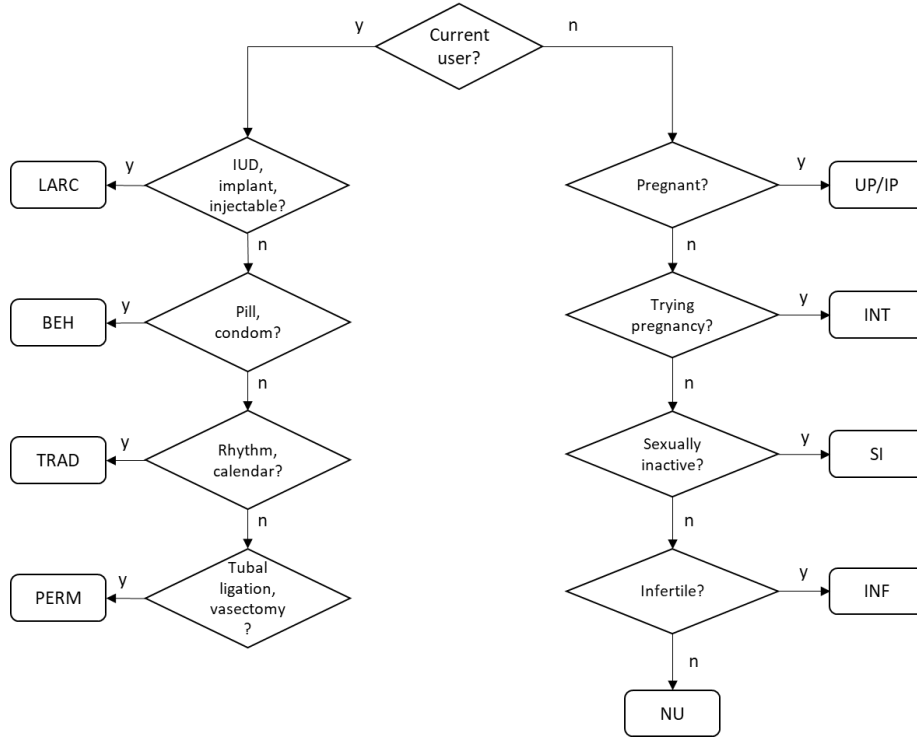 y
Current
user?
n
LARC
y
IUD,
implant,
injectable?
n
Pregnant?
y
UP/IP
n
BEH
y
Pill,
condom?
n
Trying
pregnancy?
y
INT
n
TRAD
y
Rhythm,
calendar?
n
Sexually
inactive?
y
SI
n
PERM
y
Tubal
ligation,
vasectomy
?
Infertile?
y
INF
n
NU